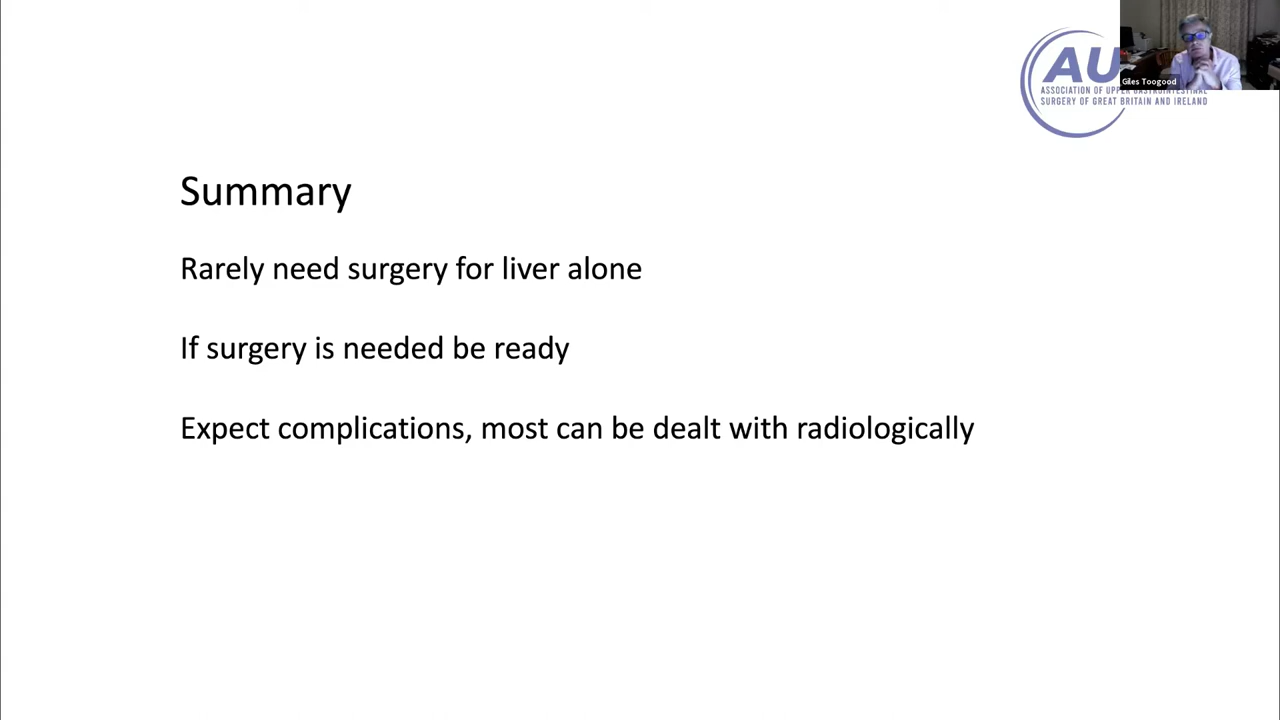 AU
Giles Toogood
ASSOCIATION OF UPPER GASTROINTESTINAL
SURGERY OF GREAT BRITAIN AND IRELAND
Summary
Rarely need surgery for liver alone
If surgery is needed be ready
Expect complications, most can be dealt with radiologically